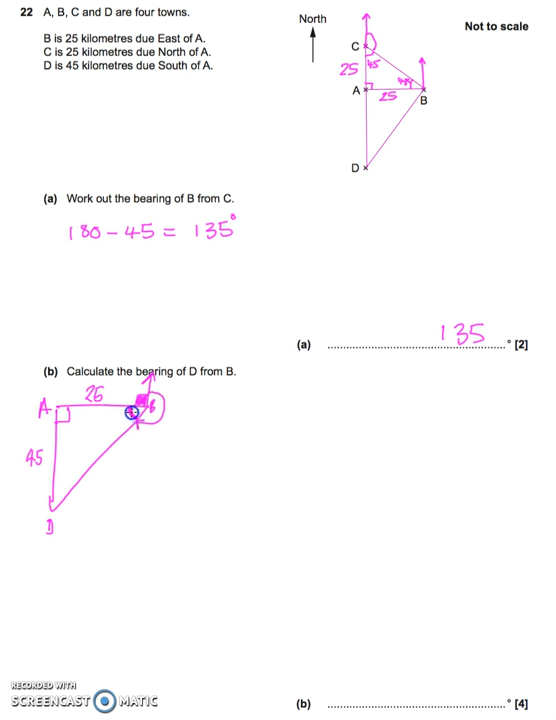 22 A, B, C and D are four towns.
B is 25 kilometres due East of A.
C is 25 kilometres due North of A.
D is 45 kilometres due South of A.
North
Not to scale
C
25 45
A
25
B
D
(a) Work out the bearing of B from C.
180 - 45 = 135°
(a) 135 ° [2]
(b) Calculate the bearing of D from B.
A 25 B
45
D
RECORDED WITH
SCREENCAST MATIC
(b) ° [4]